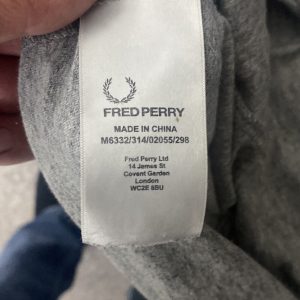 FRED PERRY
MADE IN CHINA
M6332/314/02055/298
Fred Perry Ltd
14 James St
Covent Garden
London
WC2E 8BU